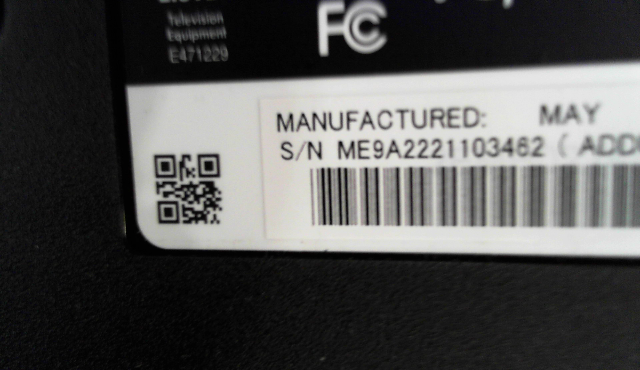 Television
Equipment
E471229
FC
MANUFACTURED: MAY
S/N ME9A2221103462 ( ADD